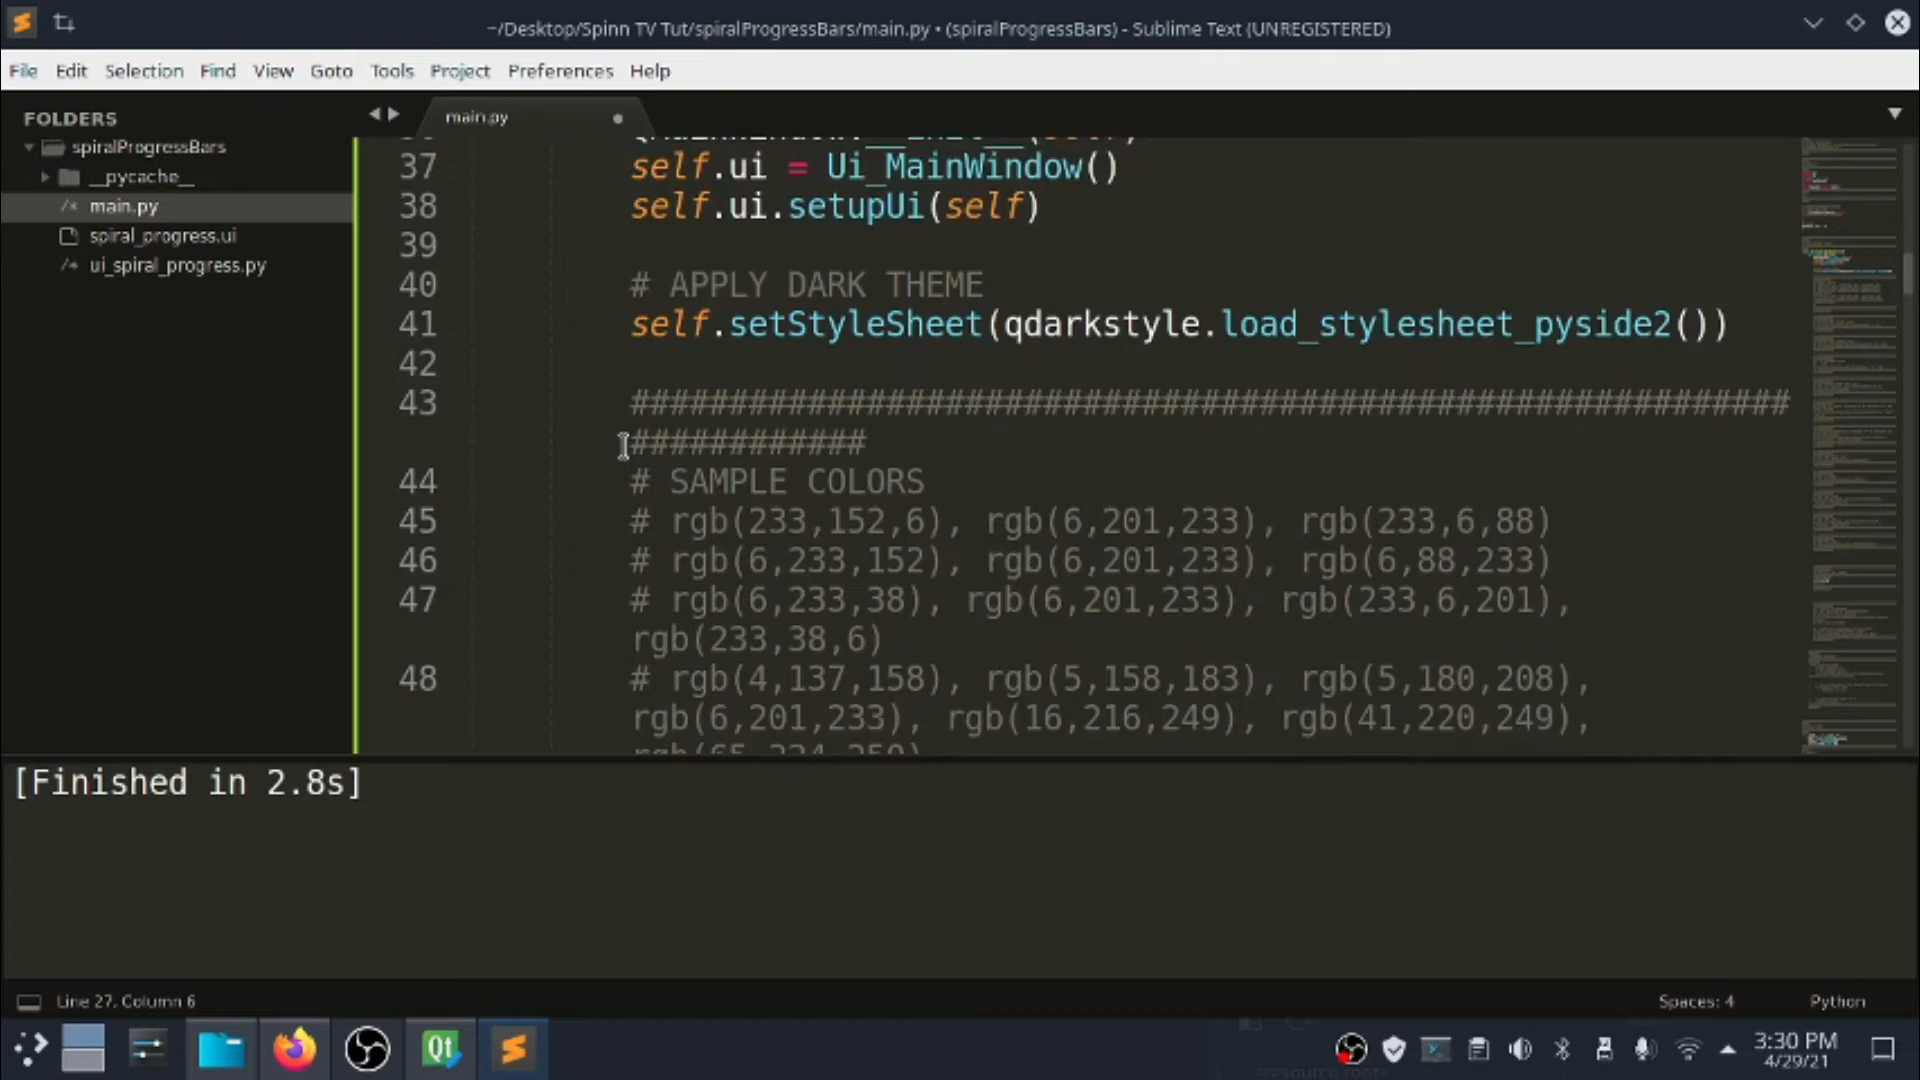 ~/Desktop/Spinn TV Tut/spiralProgressBars/main.py • (spiralProgressBars) - Sublime Text (UNREGISTERED)
File Edit Selection Find View Goto Tools Project Preferences Help
FOLDERS
spiralProgressBars
__pycache__
main.py
spiral_progress.ui
ui_spiral_progress.py
main.py
37 self.ui = Ui_MainWindow()
38 self.ui.setupUi(self)
39
40 # APPLY DARK THEME
41 self.setStyleSheet(qdarkstyle.load_stylesheet_pyside2())
42
43 ###########################################################
############
44 # SAMPLE COLORS
45 # rgb(233,152,6), rgb(6,201,233), rgb(233,6,88)
46 # rgb(6,233,152), rgb(6,201,233), rgb(6,88,233)
47 # rgb(6,233,38), rgb(6,201,233), rgb(233,6,201),
rgb(233,38,6)
48 # rgb(4,137,158), rgb(5,158,183), rgb(5,180,208),
rgb(6,201,233), rgb(16,216,249), rgb(41,220,249),
[Finished in 2.8s]
Line 27, Column 6
Spaces: 4
Python
Qt
3:30 PM
4/29/21